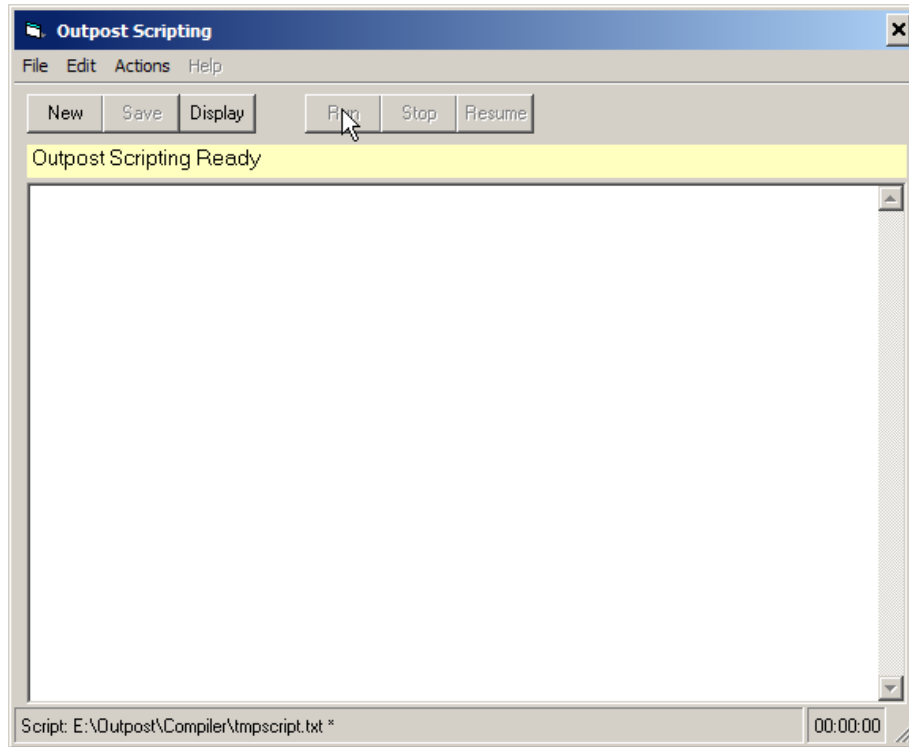 Outpost Scripting
File Edit Actions Help
New Save Display Run Stop Resume
Outpost Scripting Ready
Script: E:\Outpost\Compiler\tmpscript.txt * 00:00:00